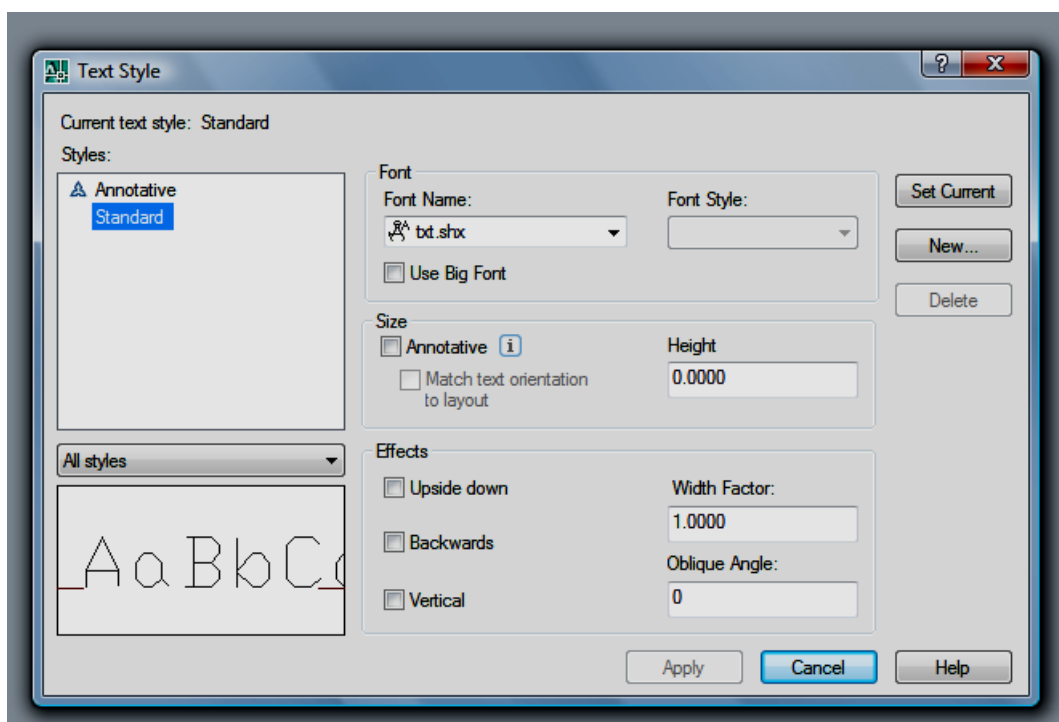 Text Style
Current text style: Standard
Styles:
Annotative
Standard
All styles
AaBbC
Font
Font Name:
txt.shx
Use Big Font
Font Style:
Size
Annotative
Match text orientation
to layout
Height
0.0000
Effects
Upside down
Backwards
Vertical
Width Factor:
1.0000
Oblique Angle:
0
Set Current
New...
Delete
Apply
Cancel
Help